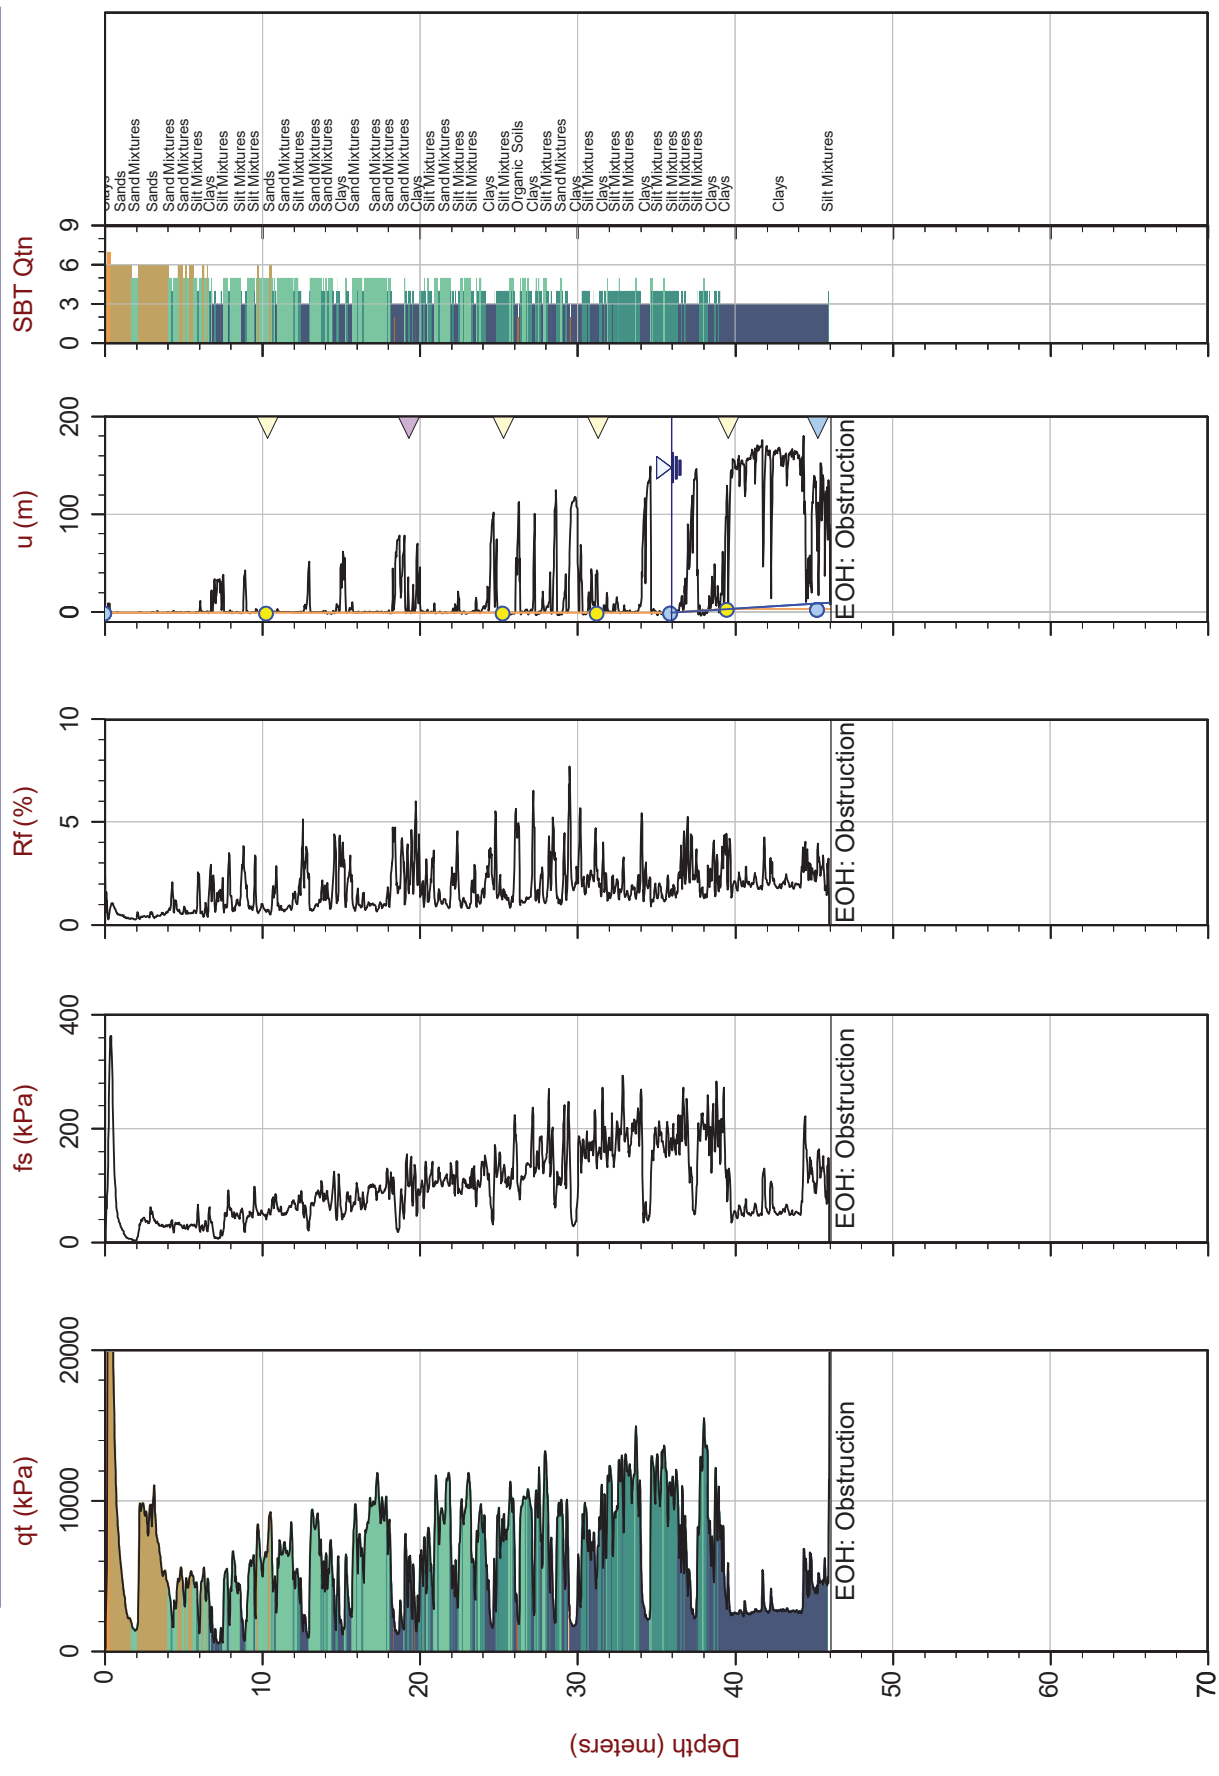 qt (kPa)
fs (kPa)
Rf (%)
u (m)
SBT Qtn
0
10000
20000
0
200
400
0
5
10
0
100
200
0
3
6
9
Depth (meters)
0
10
20
30
40
50
60
70
EOH: Obstruction
EOH: Obstruction
EOH: Obstruction
EOH: Obstruction
Clays
Sands
Sand Mixtures
Sands
Sand Mixtures
Sand Mixtures
Silt Mixtures
Clays
Silt Mixtures
Silt Mixtures
Silt Mixtures
Sands
Sand Mixtures
Silt Mixtures
Sand Mixtures
Sand Mixtures
Clays
Sand Mixtures
Sand Mixtures
Sand Mixtures
Sand Mixtures
Clays
Silt Mixtures
Sand Mixtures
Silt Mixtures
Silt Mixtures
Clays
Silt Mixtures
Organic Soils
Clays
Silt Mixtures
Sand Mixtures
Clays
Silt Mixtures
Clays
Silt Mixtures
Silt Mixtures
Clays
Silt Mixtures
Silt Mixtures
Silt Mixtures
Silt Mixtures
Clays
Clays
Clays
Silt Mixtures